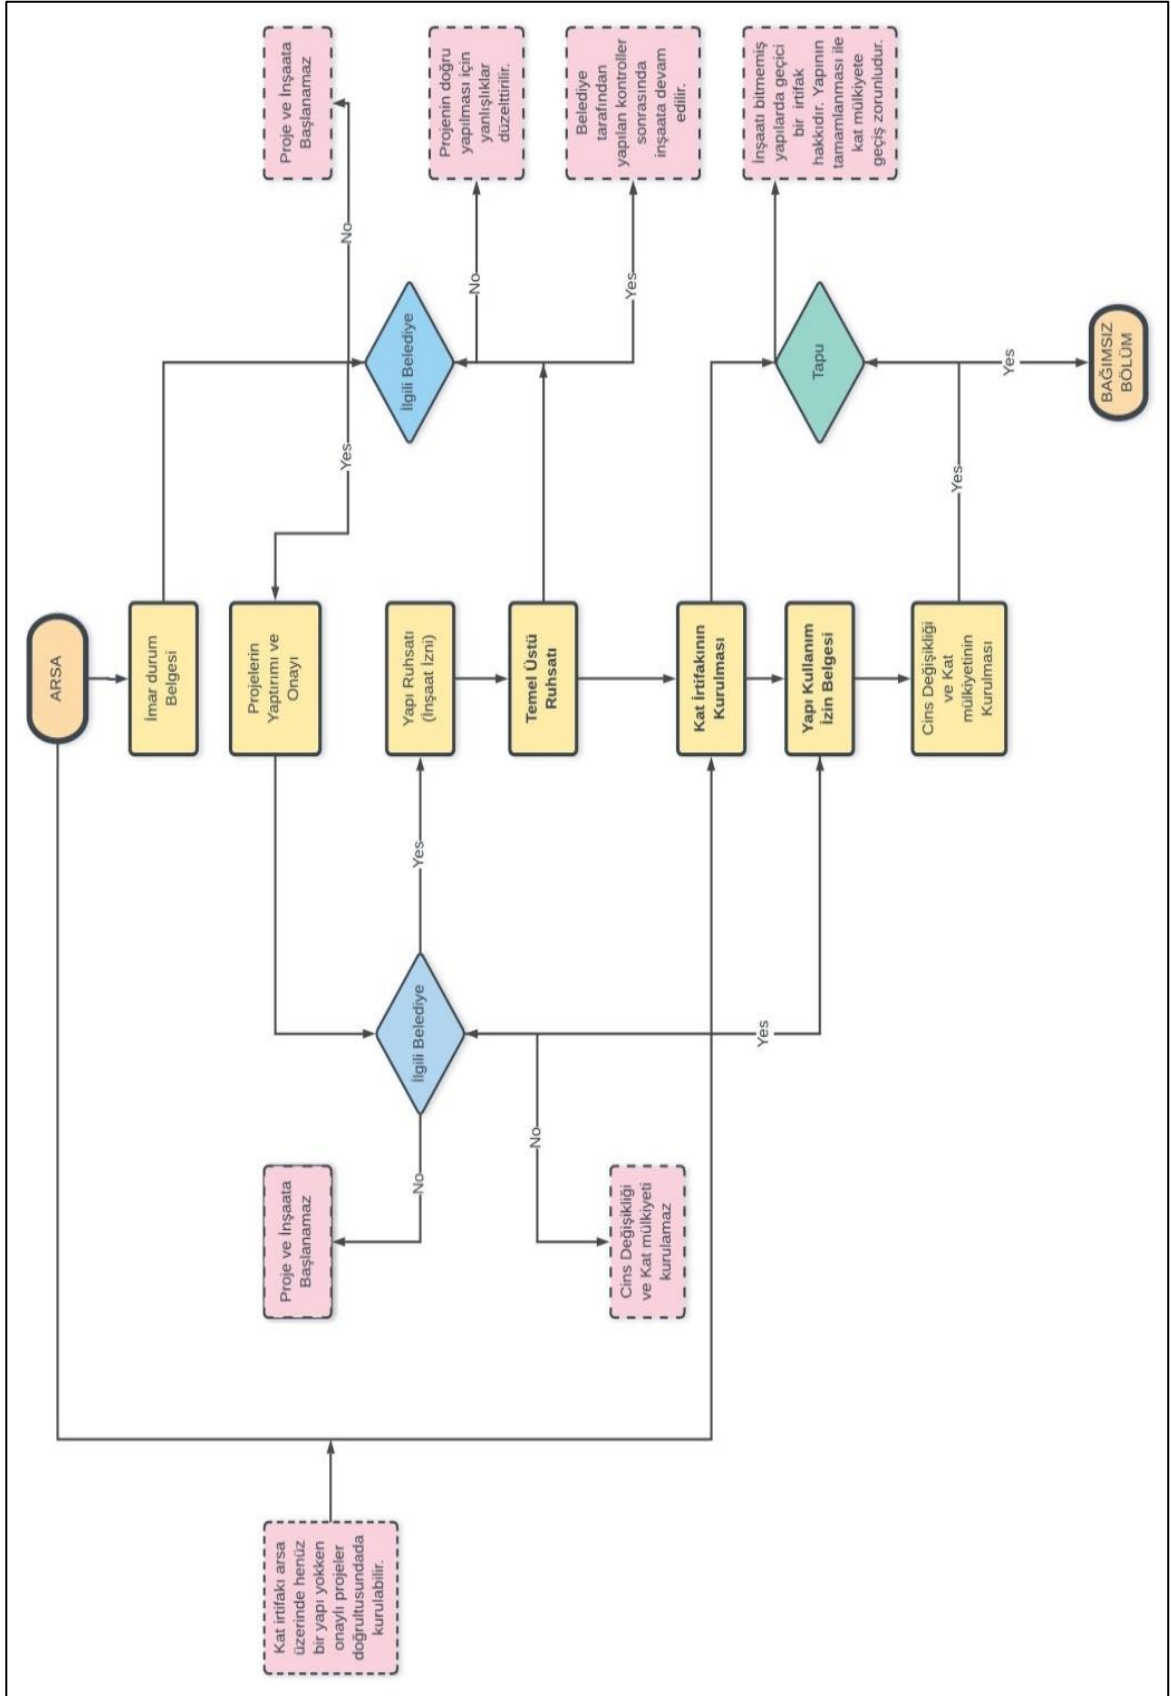 ARSA
İmar durum
Belgesi
Kat irtifakı arsa
üzerinde henüz
bir yapı yokken
onaylı projeler
doğrultusundada
kurulabilir.
Proje ve İnşaata
Başlanamaz
Projelerin
Yaptırımı ve
Onayı
Proje ve İnşaata
Başlanamaz
Yes
No
No
İlgili Belediye
Yes
Yapı Ruhsatı
(İnşaat İzni)
İlgili Belediye
No
Projenin doğru
yapılması için
yanlışlıklar
düzelttirilir.
No
Temel Üstü
Ruhsatı
Yes
Belediye
tarafından
yapılan kontroller
sonrasında
inşaata devam
edilir.
Cins Değişikliği
ve Kat mülkiyeti
kurulamaz
Kat İrtifakının
Kurulması
Yes
Yapı Kullanım
İzin Belgesi
Tapu
İnşaatı bitmemiş
yapılarda geçici
bir irtifak
hakkıdır. Yapının
tamamlanması ile
kat mülkiyete
geçiş zorunludur.
Cins Değişikliği
ve Kat
mülkiyetinin
Kurulması
Yes
Yes
BAĞIMSIZ
BÖLÜM